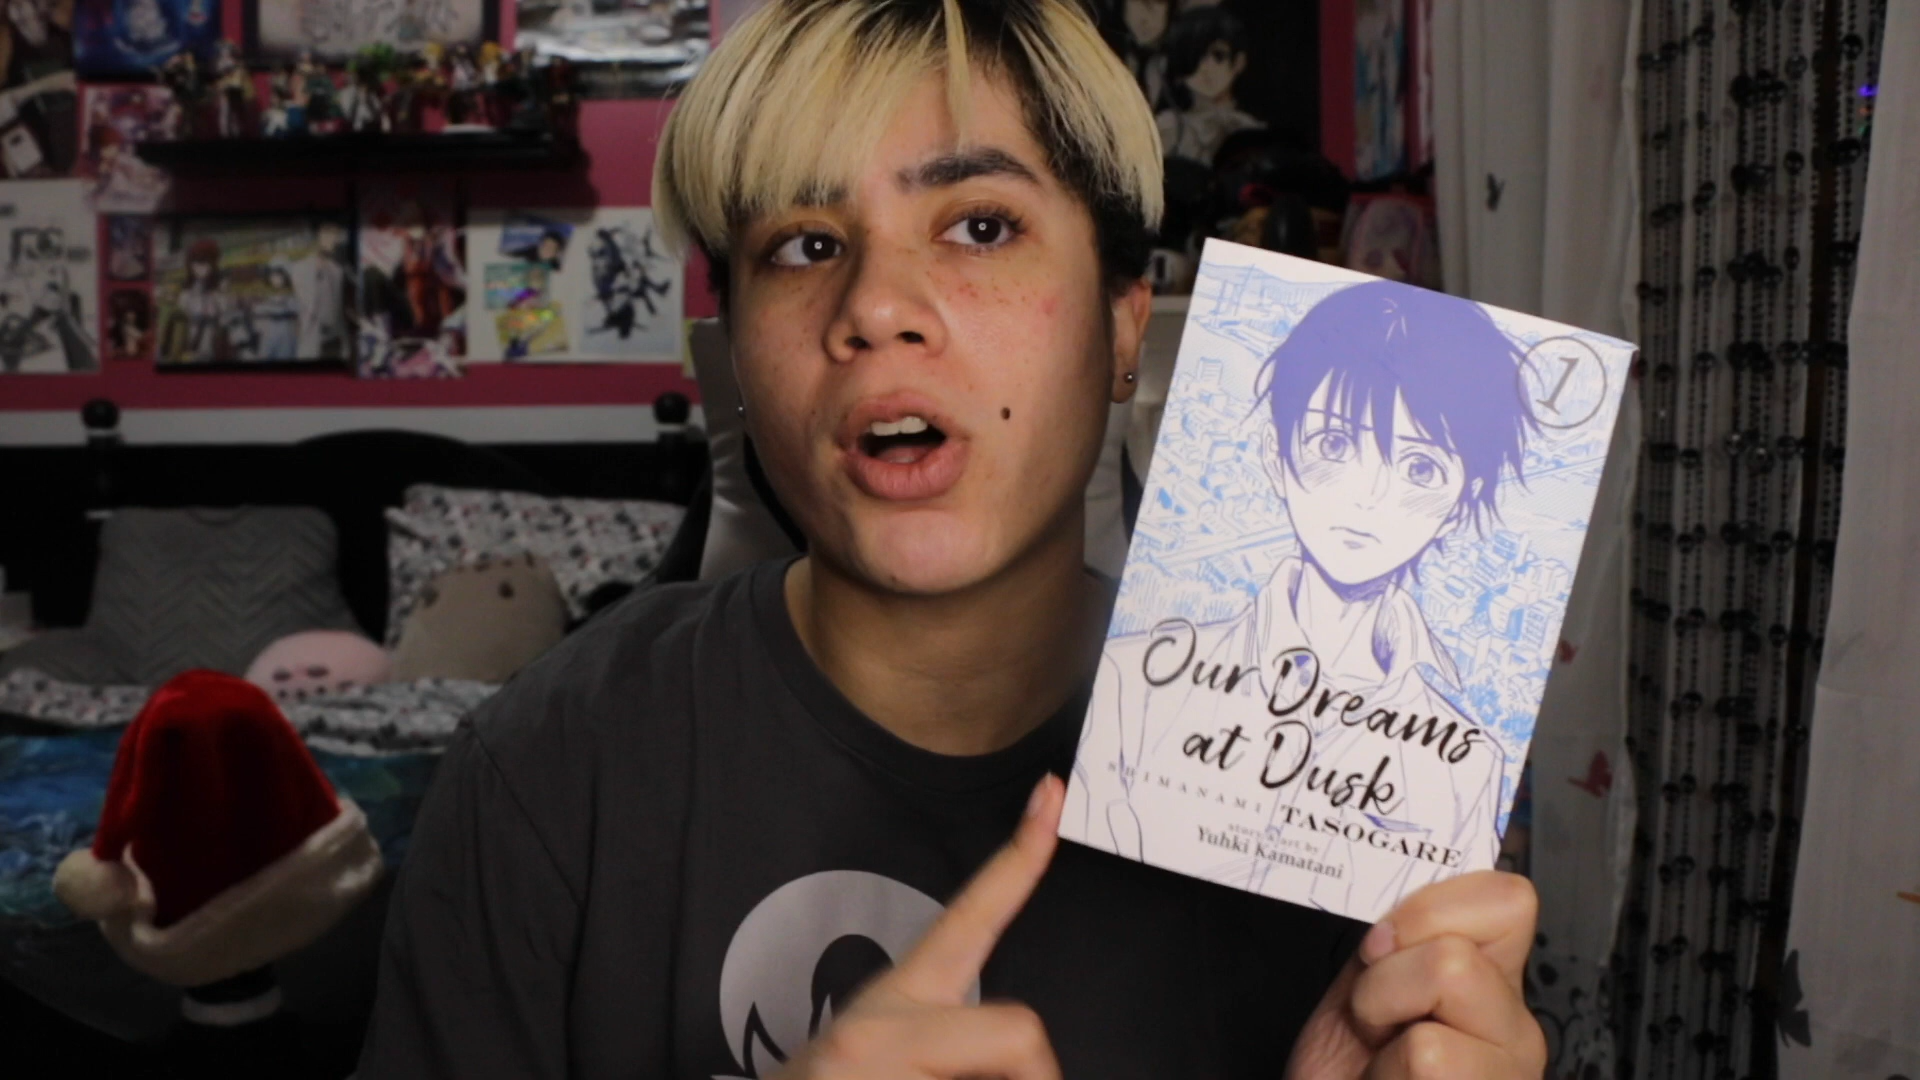 1
Our Dreams
at Dusk
SHIMANAMI TASOGARE
story & art by
Yuhki Kamatani